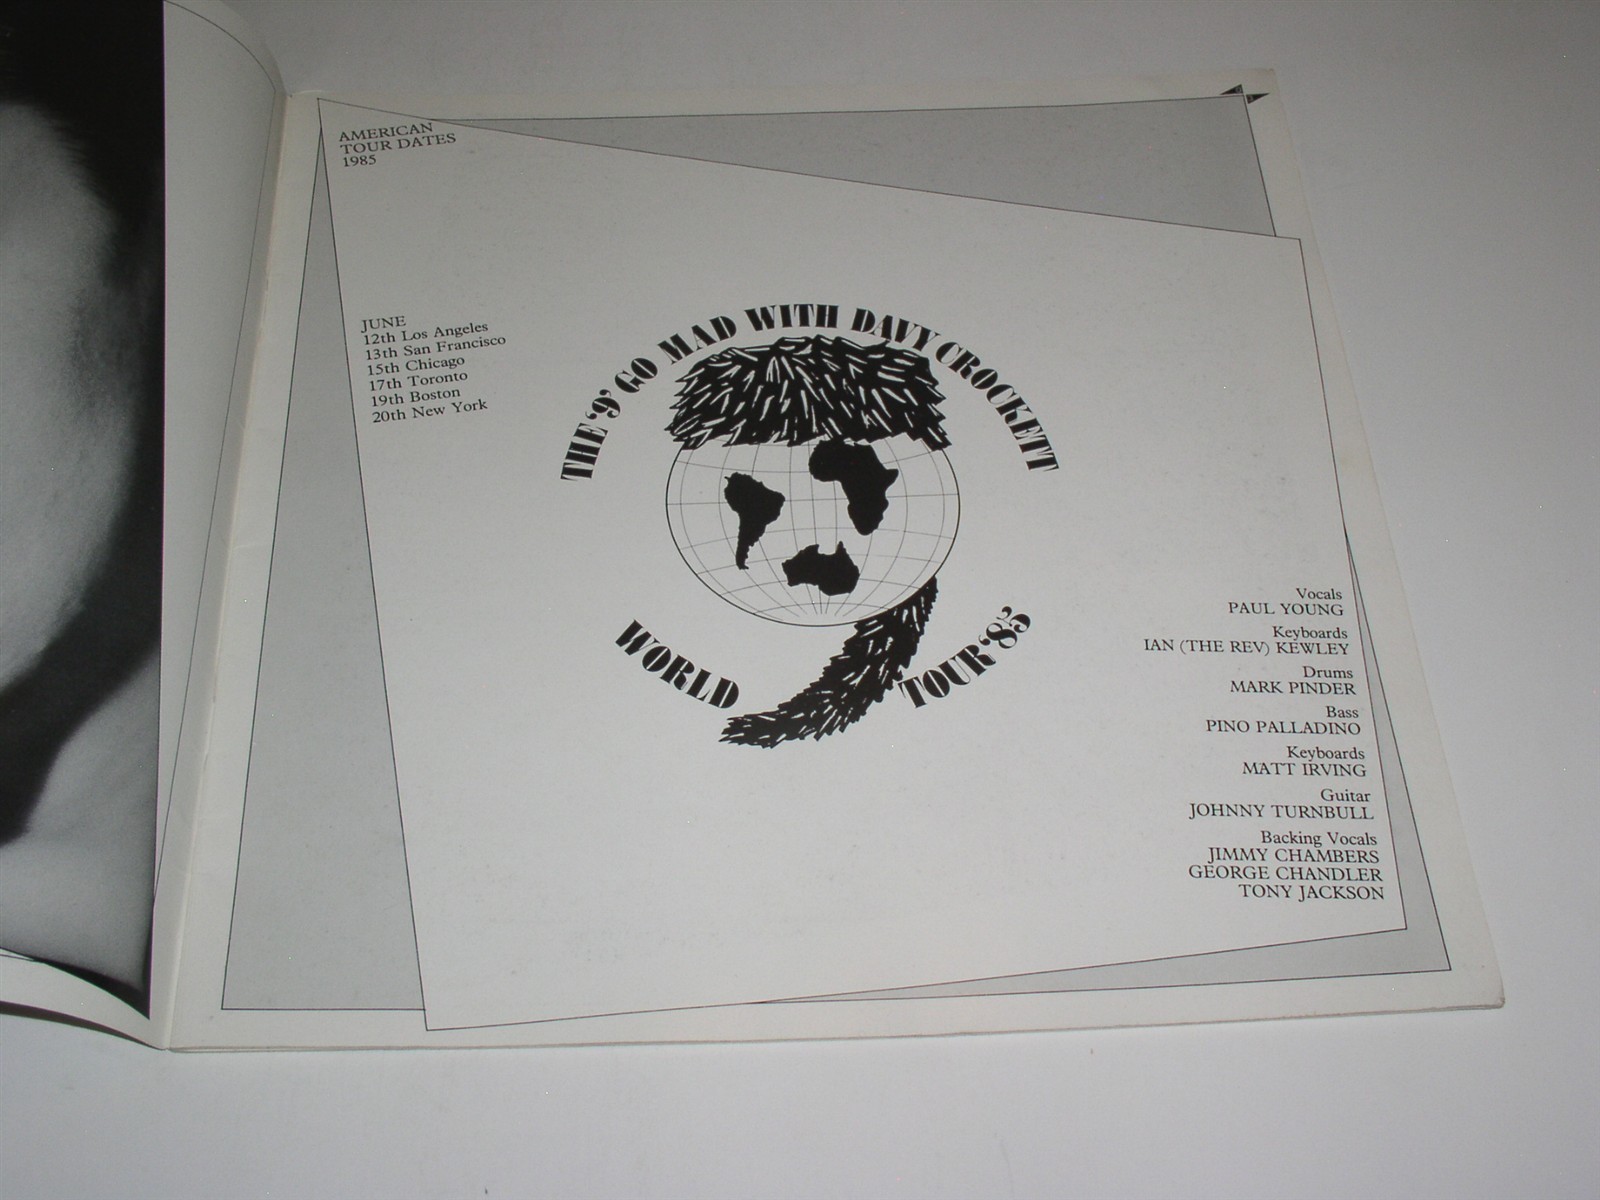 AMERICAN
TOUR DATES
1985
JUNE
12th Los Angeles
13th San Francisco
15th Chicago
17th Toronto
19th Boston
20th New York
THE '9' GO MAD WITH DAVY CROCKETT
WORLD TOUR '85
Vocals
PAUL YOUNG
Keyboards
IAN (THE REV) KEWLEY
Drums
MARK PINDER
Bass
PINO PALLADINO
Keyboards
MATT IRVING
Guitar
JOHNNY TURNBULL
Backing Vocals
JIMMY CHAMBERS
GEORGE CHANDLER
TONY JACKSON